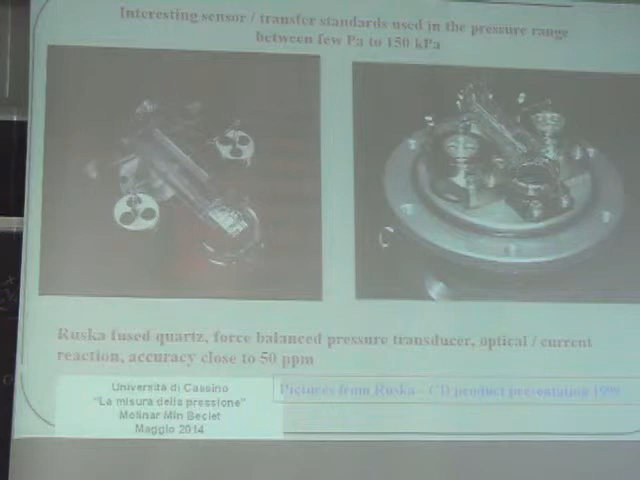 Interesting sensor / transfer standards used in the pressure range
between few Pa to 150 kPa
Ruska fused quartz, force balanced pressure transducer, optical / current
reaction, accuracy close to 50 ppm
Università di Cassino
"La misura della pressione"
Molinar Min Beciet
Maggio 2014
Pictures from Ruska - CD product presentation